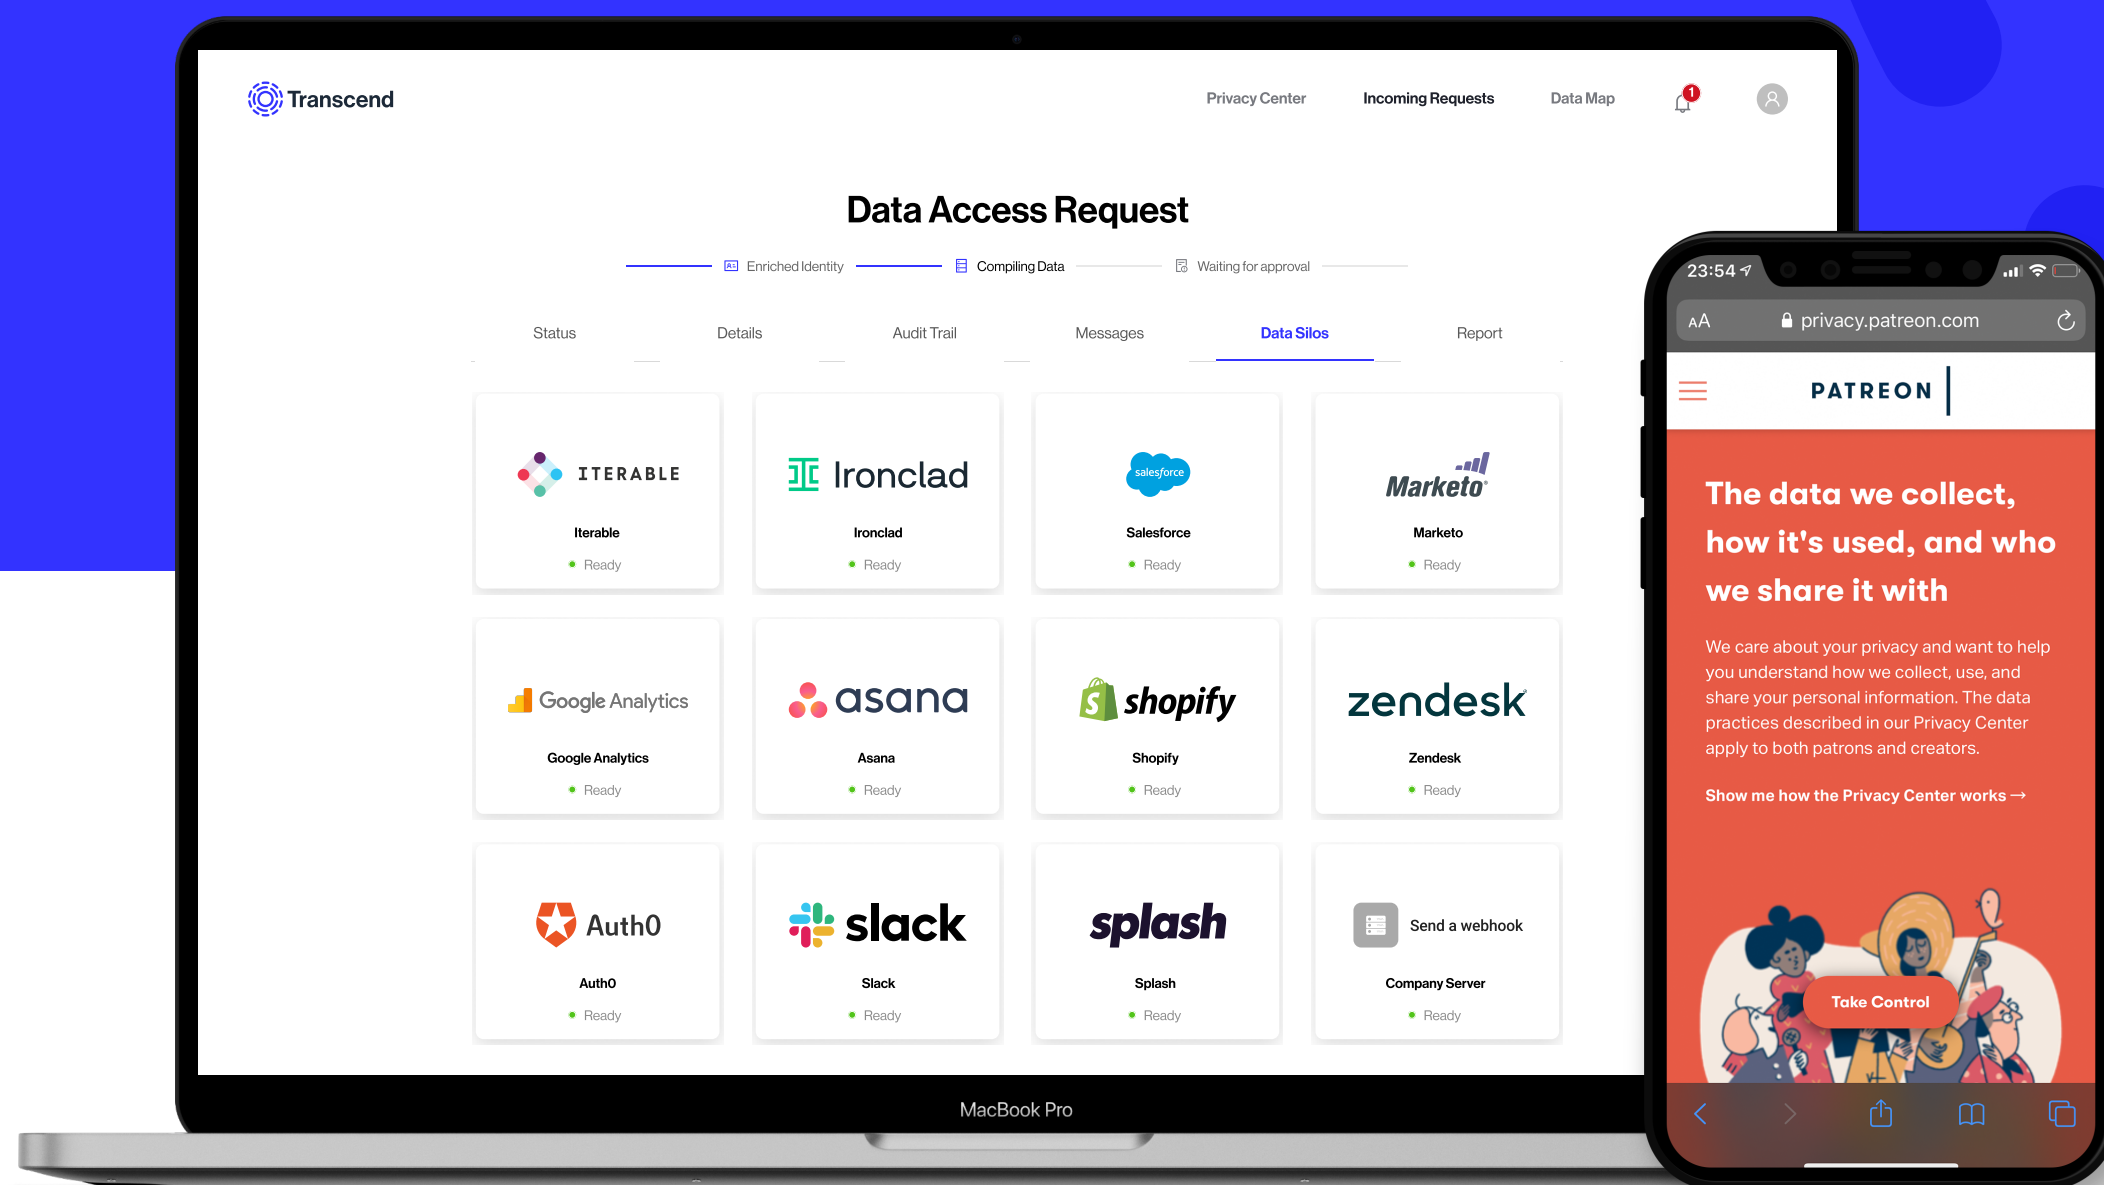 Transcend
Privacy Center
Incoming Requests
Data Map
1
Data Access Request
Enriched Identity
Compiling Data
Waiting for approval
Status
Details
Audit Trail
Messages
Data Silos
Report
ITERABLE
Iterable
Ready
Ironclad
Ironclad
Ready
salesforce
Salesforce
Ready
Marketo
Marketo
Ready
Google Analytics
Google Analytics
Ready
asana
Asana
Ready
shopify
Shopify
Ready
zendesk
Zendesk
Ready
Auth0
Auth0
Ready
slack
Slack
Ready
splash
Splash
Ready
Send a webhook
Company Server
Ready
MacBook Pro
23:54
AA
privacy.patreon.com
PATREON
The data we collect,
how it's used, and who
we share it with
We care about your privacy and want to help
you understand how we collect, use, and
share your personal information. The data
practices described in our Privacy Center
apply to both patrons and creators.
Show me how the Privacy Center works →
Take Control